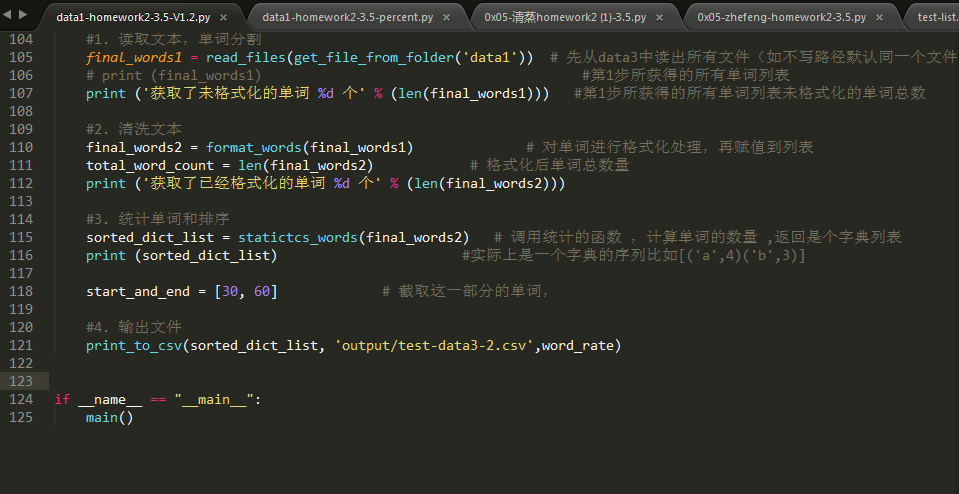 data1-homework2-3.5-V1.2.py × data1-homework2-3.5-percent.py × 0x05-清蒸homework2 (1)-3.5.py × 0x05-zhefeng-homework2-3.5.py × test-list.
104 #1. 读取文本，单词分割
105 final_words1 = read_files(get_file_from_folder('data1')) # 先从data3中读出所有文件（如不写路径默认同一个文件
106 # print (final_words1) #第1步所获得的所有单词列表
107 print ('获取了未格式化的单词 %d 个' % (len(final_words1))) #第1步所获得的所有单词列表未格式化的单词总数
108
109 #2. 清洗文本
110 final_words2 = format_words(final_words1) # 对单词进行格式化处理，再赋值到列表
111 total_word_count = len(final_words2) # 格式化后单词总数量
112 print ('获取了已经格式化的单词 %d 个' % (len(final_words2)))
113
114 #3. 统计单词和排序
115 sorted_dict_list = statictcs_words(final_words2) # 调用统计的函数 ，计算单词的数量 ,返回是个字典列表
116 print (sorted_dict_list) #实际上是一个字典的序列比如[('a',4)('b',3)]
117
118 start_and_end = [30, 60] # 截取这一部分的单词，
119
120 #4. 输出文件
121 print_to_csv(sorted_dict_list, 'output/test-data3-2.csv',word_rate)
122
123
124 if __name__ == "__main__":
125 main()